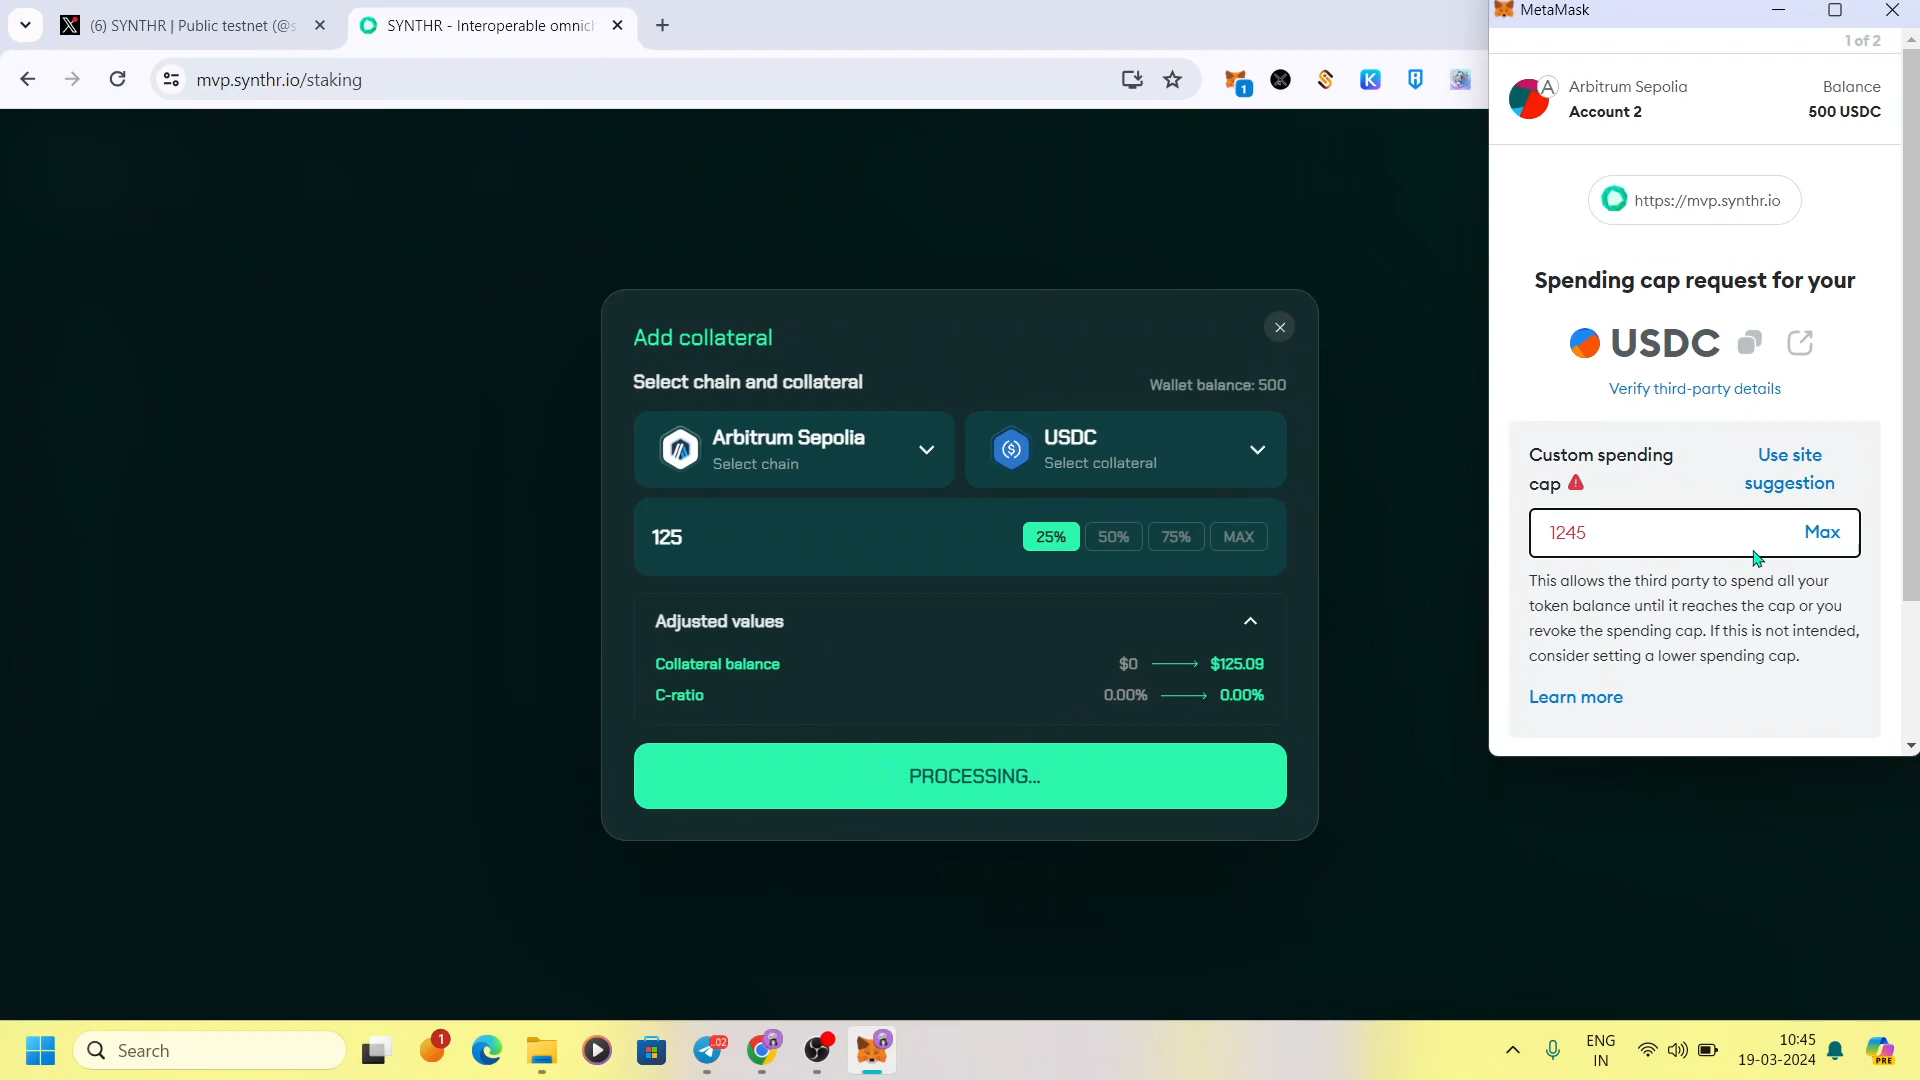 (6) SYNTHR | Public testnet (@s
SYNTHR - Interoperable omnich
mvp.synthr.io/staking
1
MetaMask
1 of 2
A
Arbitrum Sepolia
Account 2
Balance
500 USDC
https://mvp.synthr.io
Spending cap request for your
USDC
Verify third-party details
Custom spending cap
Use site suggestion
1245
Max
This allows the third party to spend all your
token balance until it reaches the cap or you
revoke the spending cap. If this is not intended,
consider setting a lower spending cap.
Learn more
Add collateral
Select chain and collateral
Wallet balance: 500
Arbitrum Sepolia
Select chain
USDC
Select collateral
125
25%
50%
75%
MAX
Adjusted values
Collateral balance
$0
$125.09
C-ratio
0.00%
0.00%
PROCESSING...
Search
1
.02
ENG
IN
10:45
19-03-2024
PRE